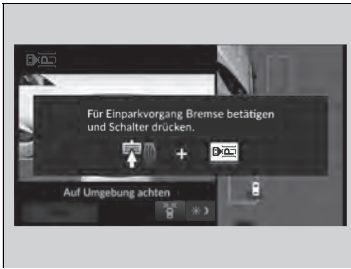 Für Einparkvorgang Bremse betätigen
und Schalter drücken.
+
Auf Umgebung achten